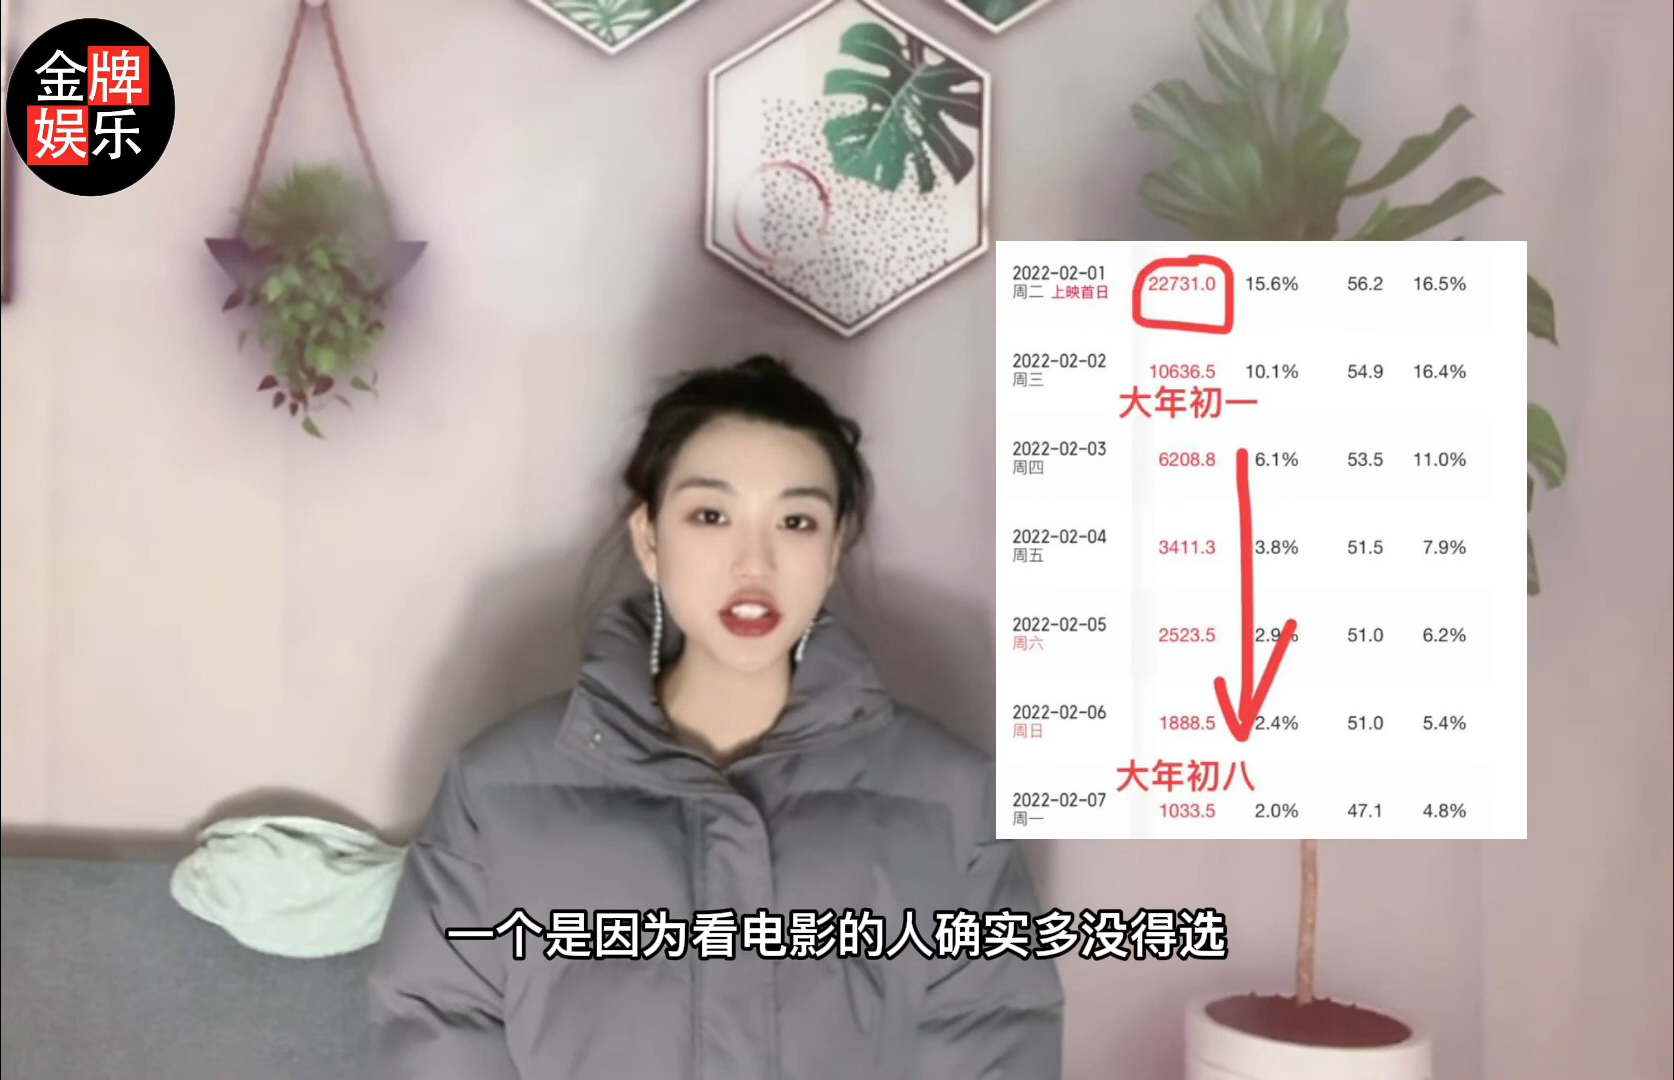 金牌
娱乐
2022-02-01 22731.0 15.6% 56.2 16.5%
周二 上映首日
2022-02-02 10636.5 10.1% 54.9 16.4%
周三
大年初一
2022-02-03 6208.8 6.1% 53.5 11.0%
周四
2022-02-04 3411.3 3.8% 51.5 7.9%
周五
2022-02-05 2523.5 2.9% 51.0 6.2%
周六
2022-02-06 1888.5 2.4% 51.0 5.4%
周日
大年初八
2022-02-07 1033.5 2.0% 47.1 4.8%
周一
一个是因为看电影的人确实多没得选